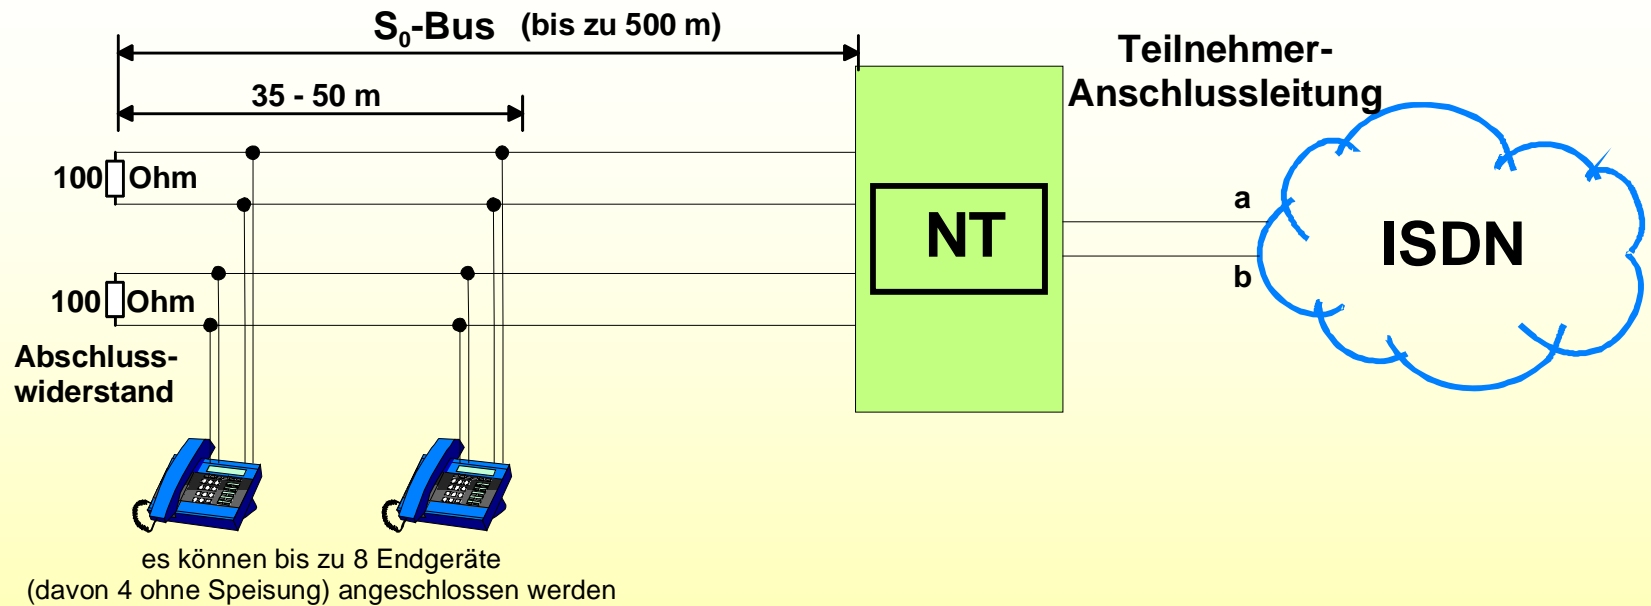 S₀-Bus (bis zu 500 m)
35 - 50 m
100 Ohm
100 Ohm
Abschluss-
widerstand
es können bis zu 8 Endgeräte
(davon 4 ohne Speisung) angeschlossen werden
NT
Teilnehmer-
Anschlussleitung
a
b
ISDN